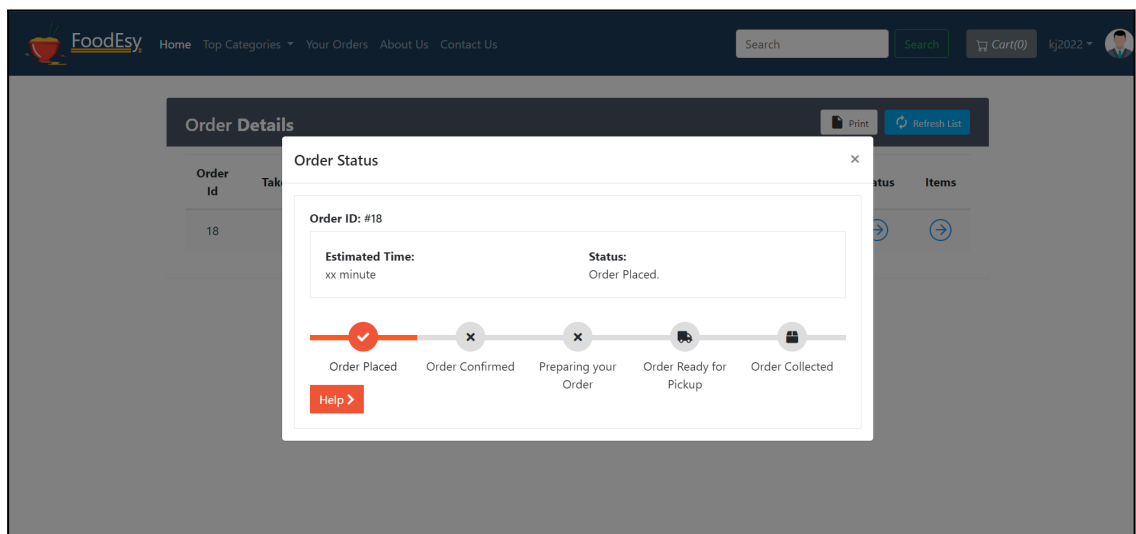 FoodEsy Home Top Categories Your Orders About Us Contact Us Search Search Cart(0) kj2022
Order Details Print Refresh List
Order Status ×
Order Id Items
18
Order ID: #18
Estimated Time: Status:
xx minute Order Placed.
Order Placed Order Confirmed Preparing your Order Order Ready for Pickup Order Collected
Help